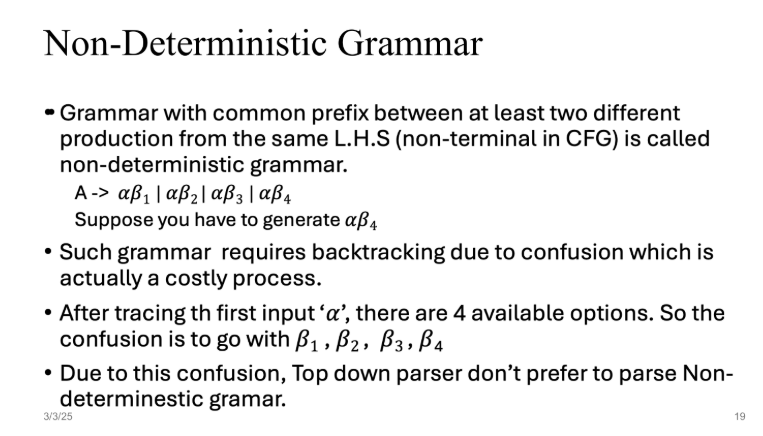 Non-Deterministic Grammar
• Grammar with common prefix between at least two different
production from the same L.H.S (non-terminal in CFG) is called
non-deterministic grammar.
A -> 𝛼𝛽₁ | 𝛼𝛽₂| 𝛼𝛽₃ | 𝛼𝛽₄
Suppose you have to generate 𝛼𝛽₄
• Such grammar requires backtracking due to confusion which is
actually a costly process.
• After tracing th first input ‘𝛼’, there are 4 available options. So the
confusion is to go with 𝛽₁ , 𝛽₂, 𝛽₃, 𝛽₄
• Due to this confusion, Top down parser don’t prefer to parse Non-
determinestic gramar.
3/3/25
19